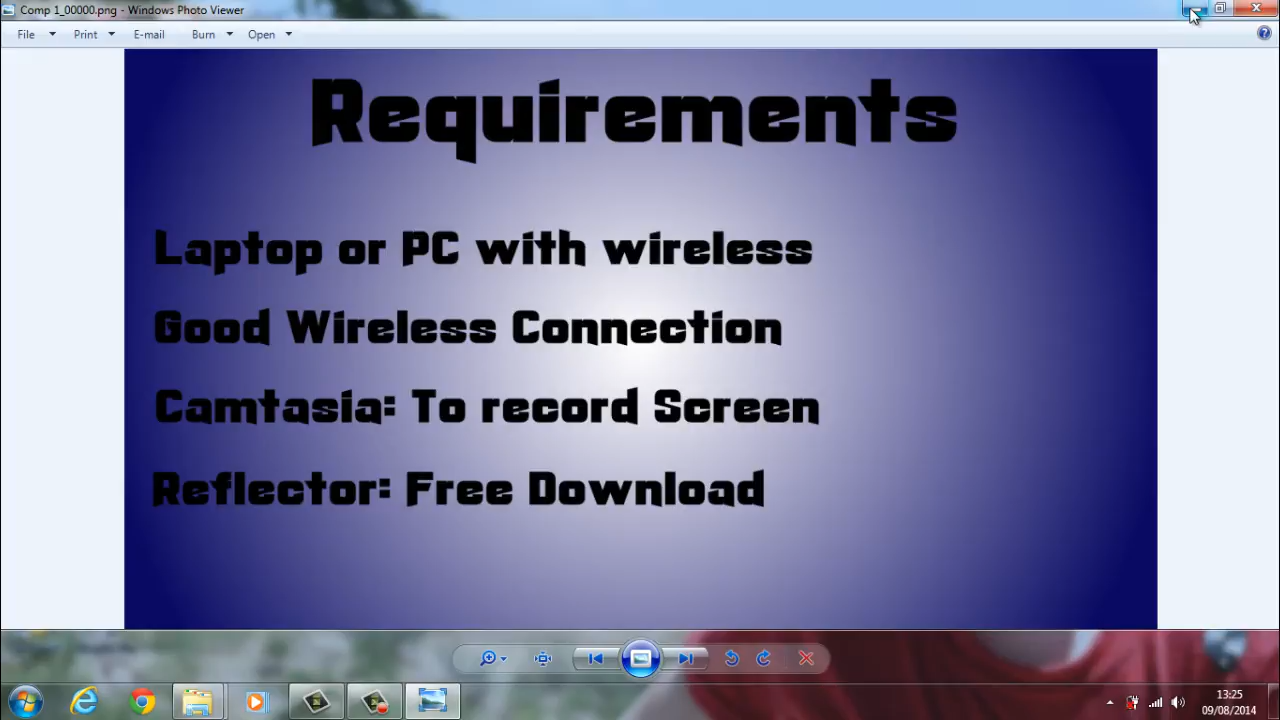 Comp 1_00000.png - Windows Photo Viewer
File Print E-mail Burn Open
Requirements
Laptop or PC with wireless
Good Wireless Connection
Camtasia: To record Screen
Reflector: Free Download
13:25
09/08/2014